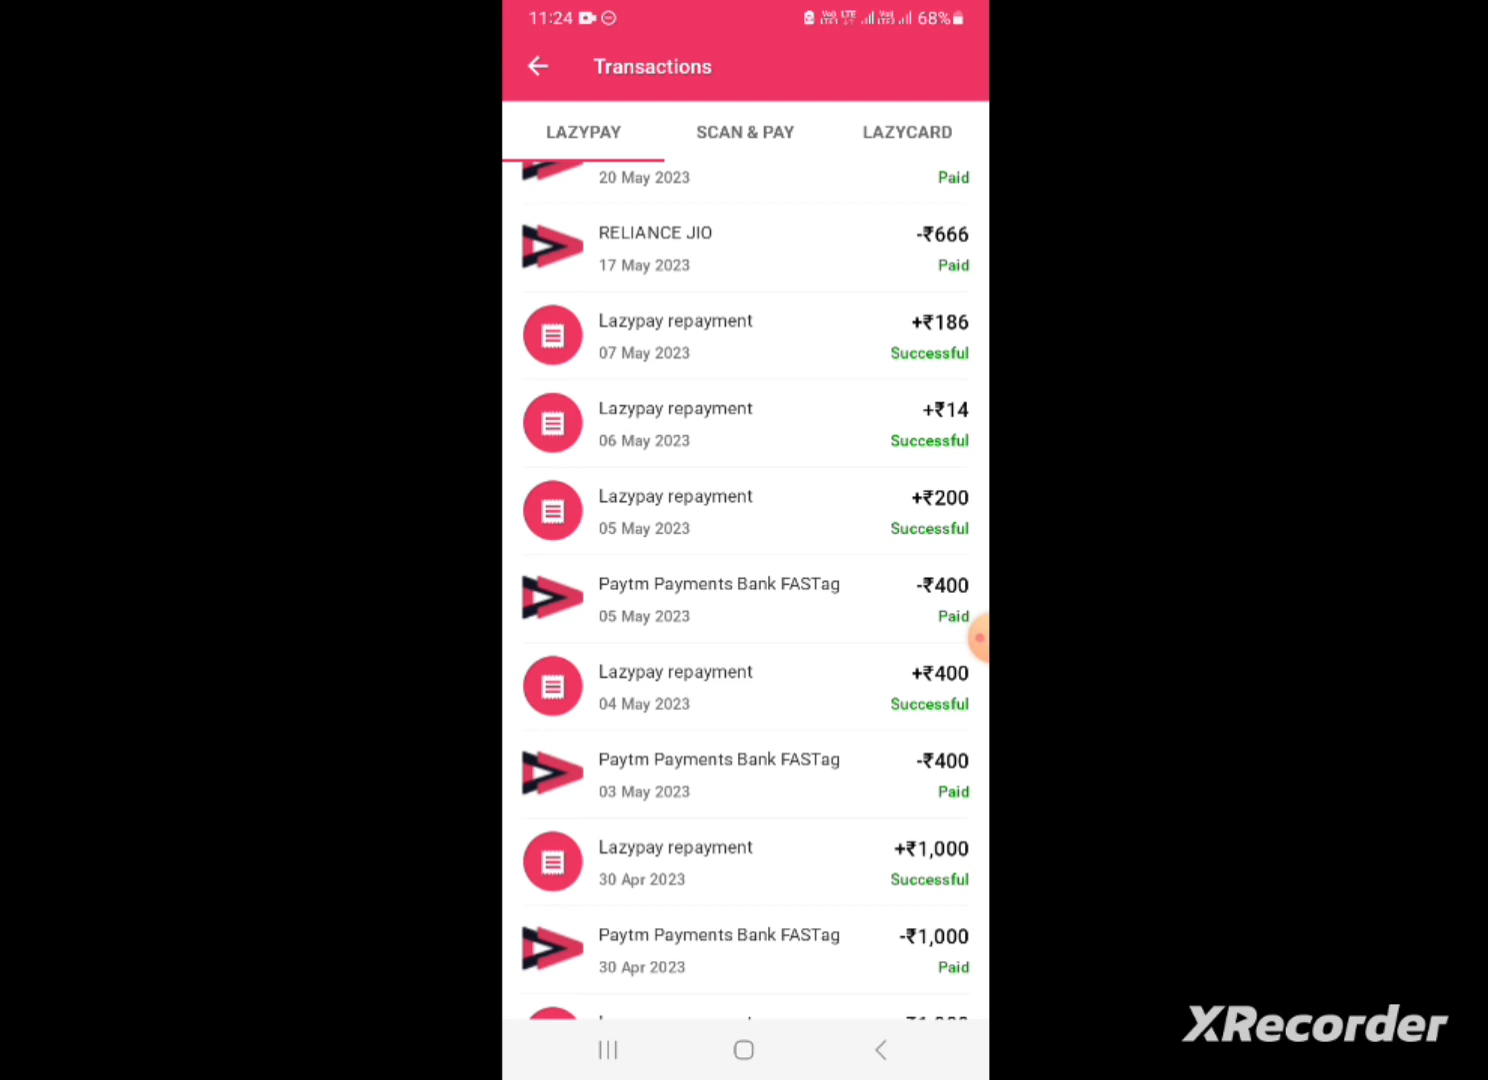 11:24 68%
Transactions
LAZYPAY SCAN & PAY LAZYCARD
20 May 2023 Paid
RELIANCE JIO -₹666
17 May 2023 Paid
Lazypay repayment +₹186
07 May 2023 Successful
Lazypay repayment +₹14
06 May 2023 Successful
Lazypay repayment +₹200
05 May 2023 Successful
Paytm Payments Bank FASTag -₹400
05 May 2023 Paid
Lazypay repayment +₹400
04 May 2023 Successful
Paytm Payments Bank FASTag -₹400
03 May 2023 Paid
Lazypay repayment +₹1,000
30 Apr 2023 Successful
Paytm Payments Bank FASTag -₹1,000
30 Apr 2023 Paid
XRecorder